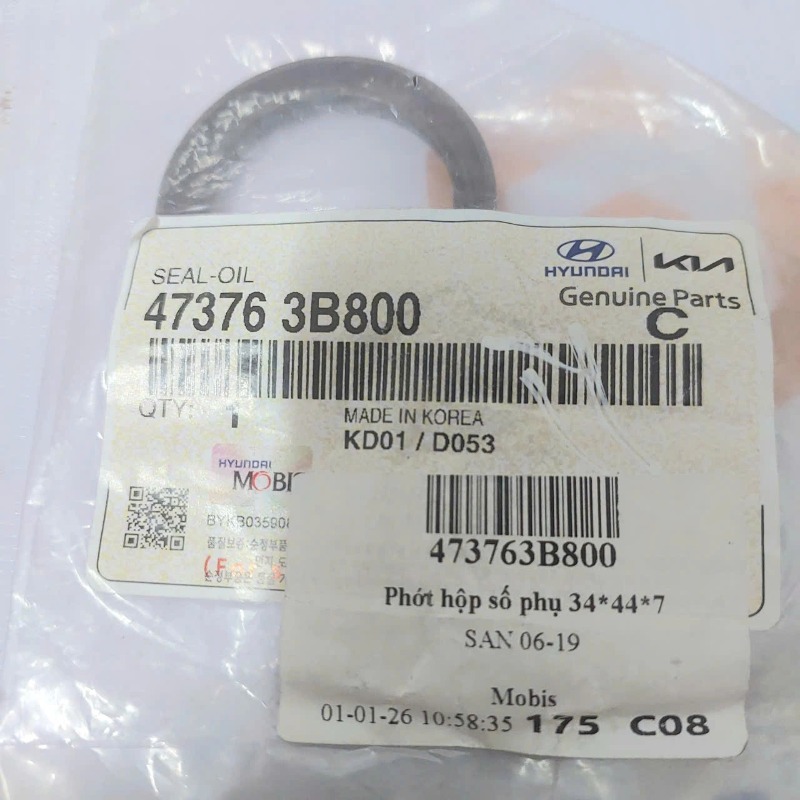 SEAL-OIL
HYUNDAI KIA
47376 3B800
Genuine Parts
C
QTY: 1
MADE IN KOREA
KD01 / D053
HYUNDAI
473763B800
Phớt hộp số phụ 34*44*7
SAN 06-19
Mobis
01-01-26 10:58:35 175 C08